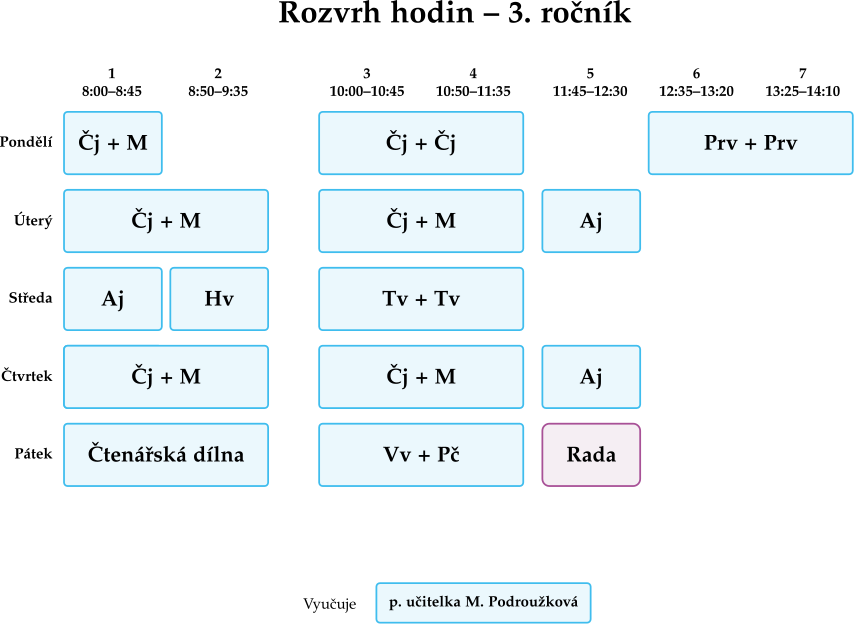 Rozvrh hodin – 3. ročník
1 2 3 4 5 6 7
8:00–8:45 8:50–9:35 10:00–10:45 10:50–11:35 11:45–12:30 12:35–13:20 13:25–14:10
Pondělí Čj + M Čj + Čj Prv + Prv
Úterý Čj + M Čj + M Aj
Středa Aj Hv Tv + Tv
Čtvrtek Čj + M Čj + M Aj
Pátek Čtenářská dílna Vv + Pč Rada
Vyučuje p. učitelka M. Podroužková